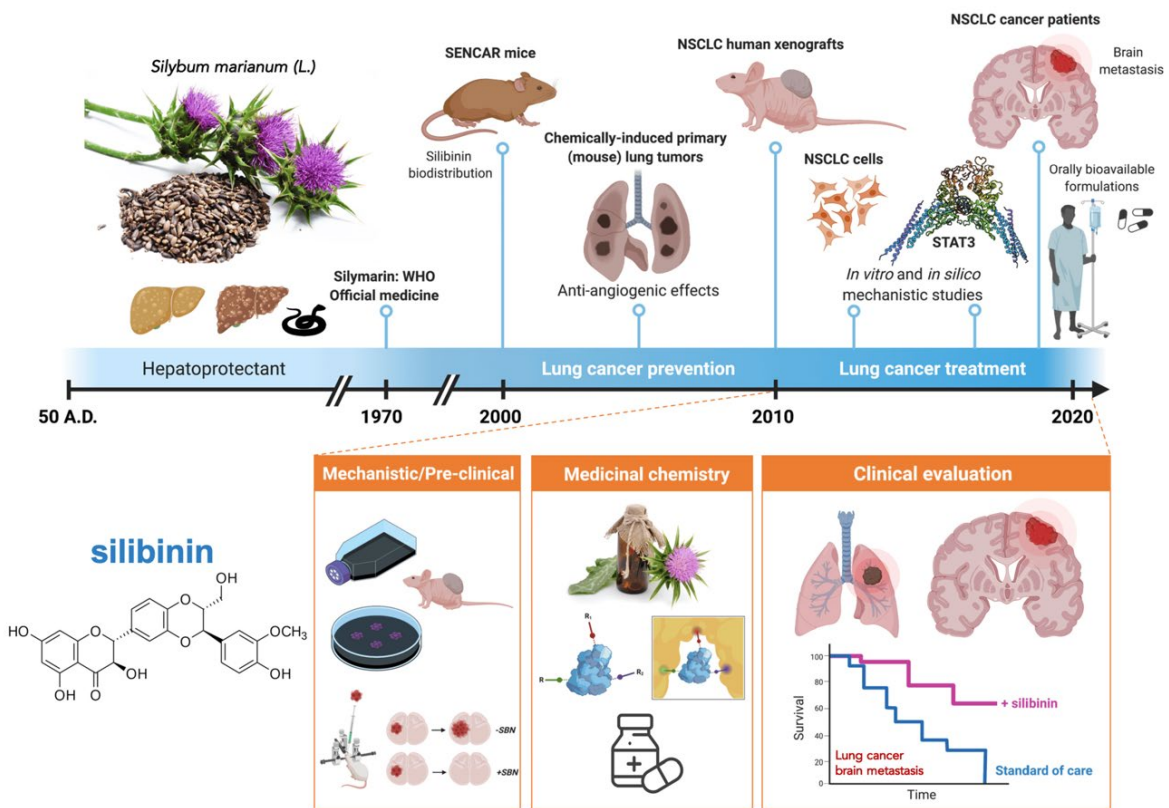 Silybum marianum (L.)
SENCAR mice
Silibinin
biodistribution
NSCLC human xenografts
NSCLC cancer patients
Brain
metastasis
Chemically-induced primary
(mouse) lung tumors
Anti-angiogenic effects
NSCLC cells
STAT3
In vitro and in silico
mechanistic studies
Orally bioavailable
formulations
Silymarin: WHO
Official medicine
Hepatoprotectant
Lung cancer prevention
Lung cancer treatment
50 A.D.
1970
2000
2010
2020
silibinin
OH
HO
O
O
O
OCH3
OH
OH
OH
O
Mechanistic/Pre-clinical
-SBN
+SBN
Medicinal chemistry
R1
R
R2
Clinical evaluation
Survival
100
80
60
40
20
0
+ silibinin
Lung cancer
brain metastasis
Standard of care
Time